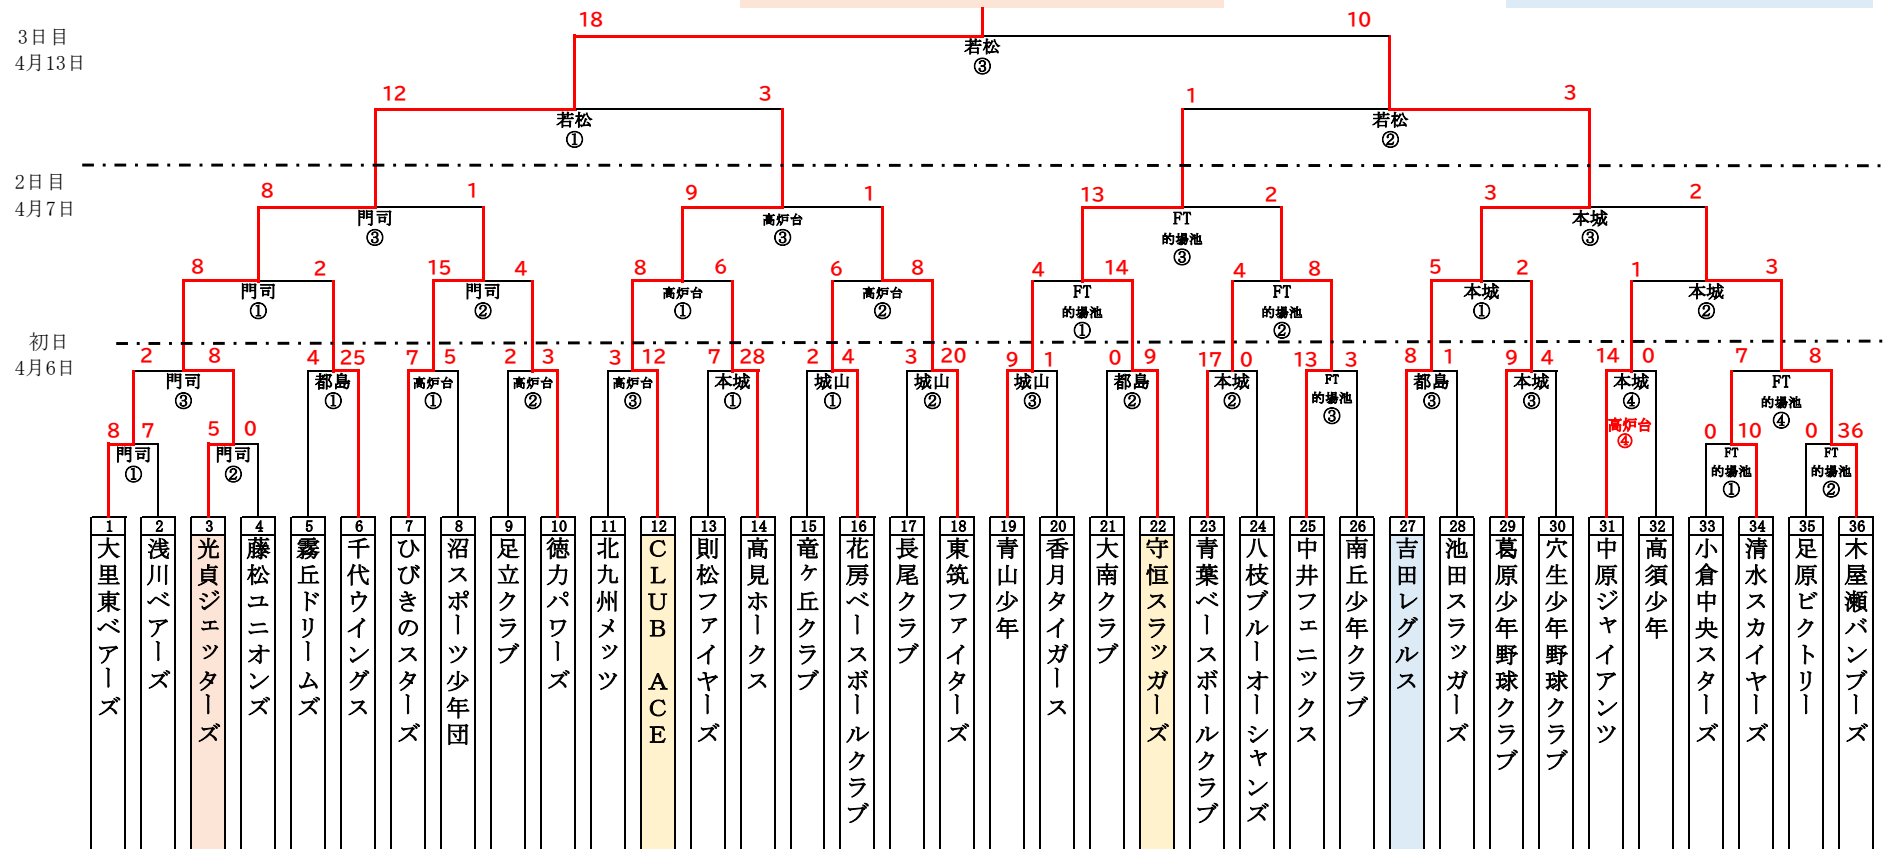 18 10
3日目
若松
4月13日
③
12 3 1 3
若松 若松
① ②
2日目
8 1 9 1 13 2 3 2
4月7日
門司 高炉台 FT 本城
③ ③ 的場池 ③
③
8 2 15 4 8 6 6 8 4 14 4 8 5 2 1 3
門司 門司 高炉台 高炉台 FT FT 本城 本城
① ② ① ② 的場池 的場池 ① ②
① ②
初日
4月6日
2 8 4 25 7 5 2 3 3 12 7 28 2 4 3 20 9 1 0 9 17 0 13 3 8 1 9 4 14 0 7 8
門司 都島 高炉台 高炉台 高炉台 本城 城山 城山 城山 都島 本城 FT 都島 本城 本城 FT
③ ① ① ② ③ ① ① ② ③ ② ② 的場池 ③ ③ ④ 的場池
③ ④
高炉台
④
8 7 5 0 0 10 0 36
門司 門司 FT FT
① ② 的場池 的場池
① ②
1 大里東ベアーズ
2 浅川ベアーズ
3 光貞ジェッターズ
4 藤松ユニオンズ
5 霧丘ドリームズ
6 千代ウイングス
7 ひびきのスターズ
8 沼スポーツ少年団
9 足立クラブ
10 徳力パワーズ
11 北九州メッツ
12 CLUB ACE
13 則松ファイヤーズ
14 高見ホークス
15 竜ケ丘クラブ
16 花房ベースボールクラブ
17 長尾クラブ
18 東筑ファイターズ
19 青山少年
20 香月タイガース
21 大南クラブ
22 守恒スラッガーズ
23 青葉ベースボールクラブ
24 八枝ブルーオーシャンズ
25 中井フェニックス
26 南丘少年クラブ
27 吉田レグルス
28 池田スラッガーズ
29 葛原少年野球クラブ
30 穴生少年野球クラブ
31 中原ジャイアンツ
32 高須少年
33 小倉中央スターズ
34 清水スカイヤーズ
35 足原ビクトリー
36 木屋瀬バンブーズ